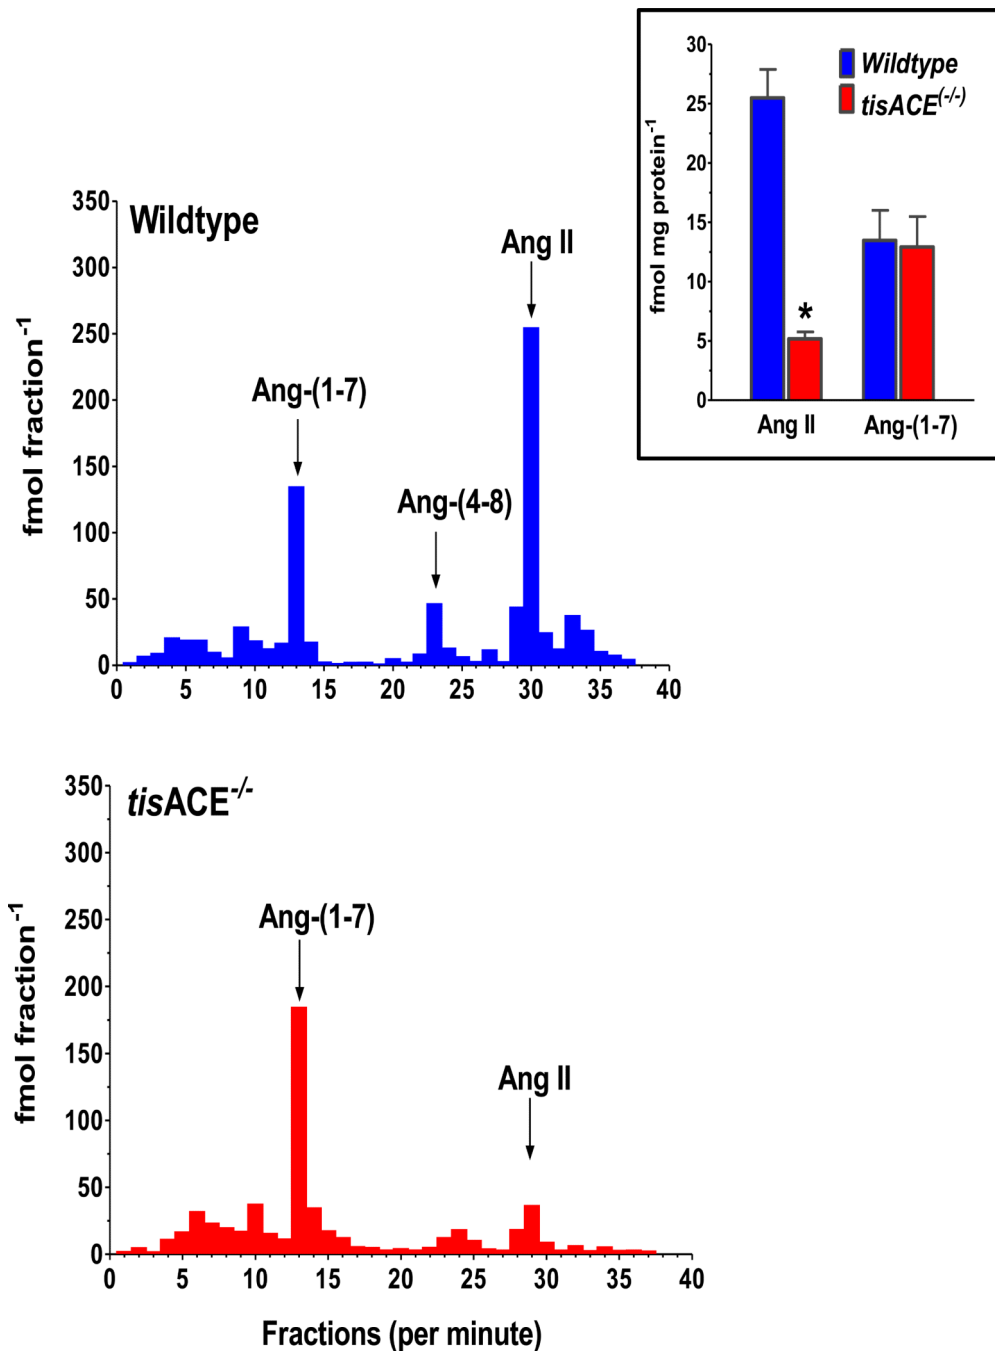 30
25
20
15
10
5
0
fmol mg protein⁻¹
Wildtype
tisACE(-/-)
*
Ang II Ang-(1-7)
350
300
250
200
150
100
50
0
fmol fraction⁻¹
Wildtype
Ang II
Ang-(1-7)
Ang-(4-8)
0 5 10 15 20 25 30 35 40
350
300
250
200
150
100
50
0
fmol fraction⁻¹
tisACE-/-
Ang-(1-7)
Ang II
0 5 10 15 20 25 30 35 40
Fractions (per minute)